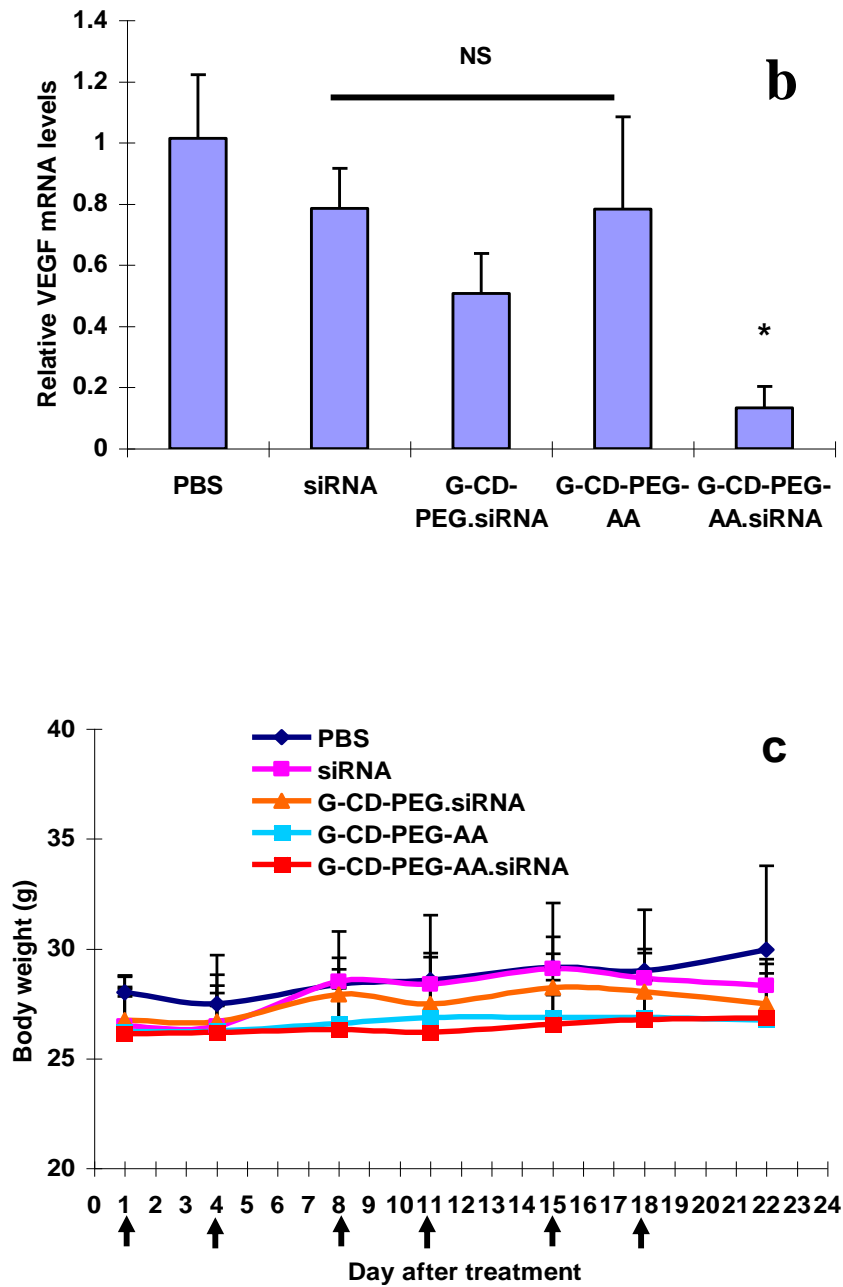 1.4
1.2
1
0.8
0.6
0.4
0.2
0
Relative VEGF mRNA levels
NS
b
*
PBS siRNA G-CD- G-CD-PEG- G-CD-PEG-
PEG.siRNA AA AA.siRNA
40
35
30
25
20
Body weight (g)
c
PBS
siRNA
G-CD-PEG.siRNA
G-CD-PEG-AA
G-CD-PEG-AA.siRNA
0 1 2 3 4 5 6 7 8 9 10 11 12 13 14 15 16 17 18 19 20 21 22 23 24
Day after treatment